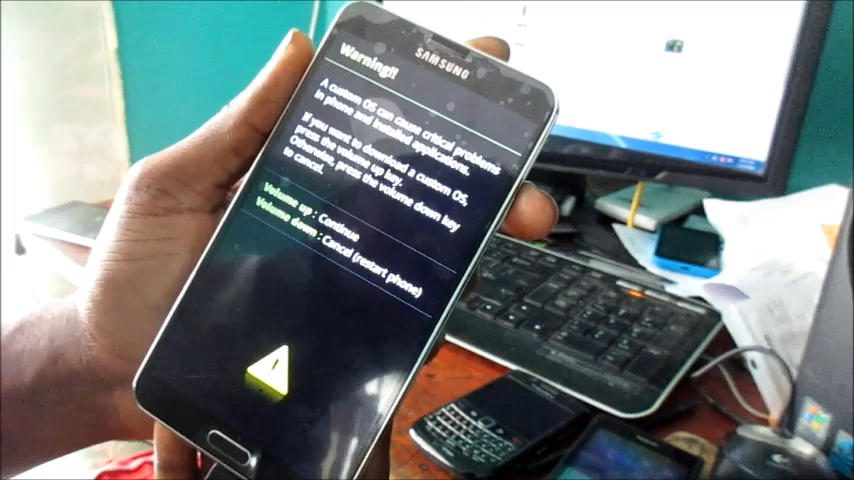 SAMSUNG
Warning!!
A custom OS can cause critical problems
in phone and installed applications.
If you want to download a custom OS,
press the volume up key.
Otherwise, press the volume down key
to cancel.
Volume up : Continue
Volume down : Cancel (restart phone)